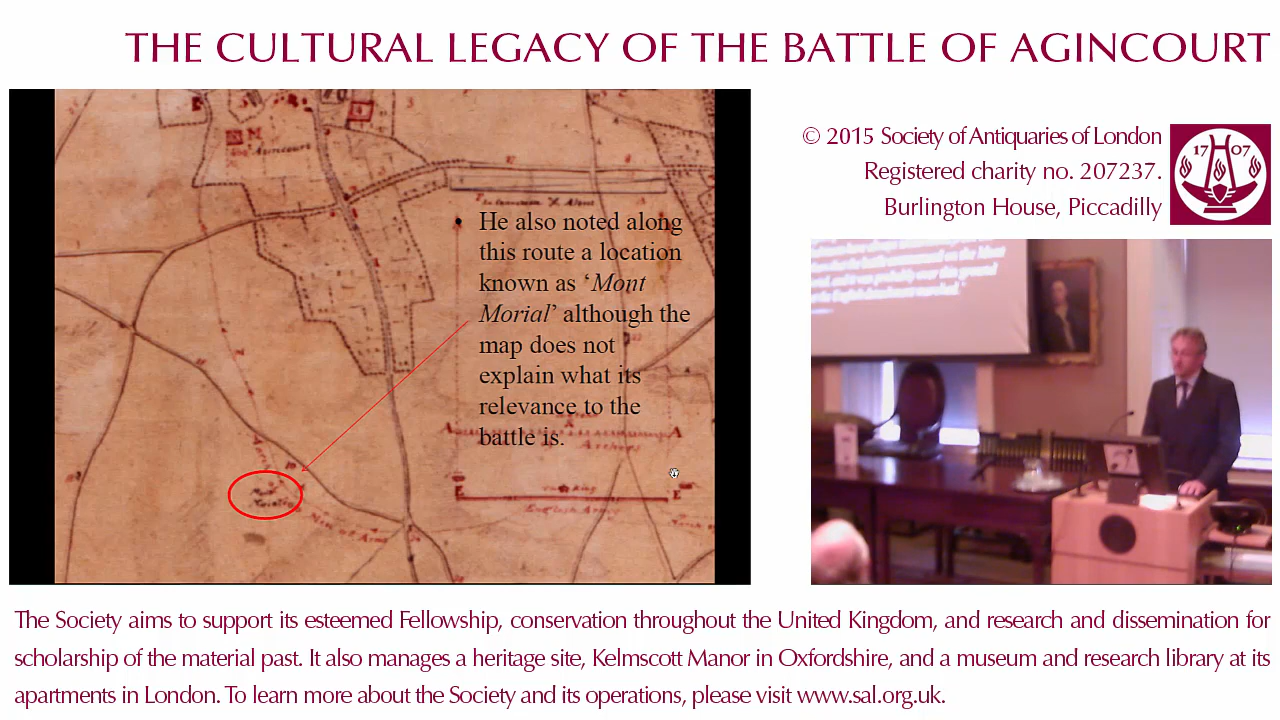 THE CULTURAL LEGACY OF THE BATTLE OF AGINCOURT
© 2015 Society of Antiquaries of London
Registered charity no. 207237.
Burlington House, Piccadilly
17 07
Agincourt
• He also noted along
this route a location
known as ‘Mont
Morial’ although the
map does not
explain what its
relevance to the
battle is.
A
A
Archers
E
E
English Army
Men at Arms
The Society aims to support its esteemed Fellowship, conservation throughout the United Kingdom, and research and dissemination for
scholarship of the material past. It also manages a heritage site, Kelmscott Manor in Oxfordshire, and a museum and research library at its
apartments in London. To learn more about the Society and its operations, please visit www.sal.org.uk.